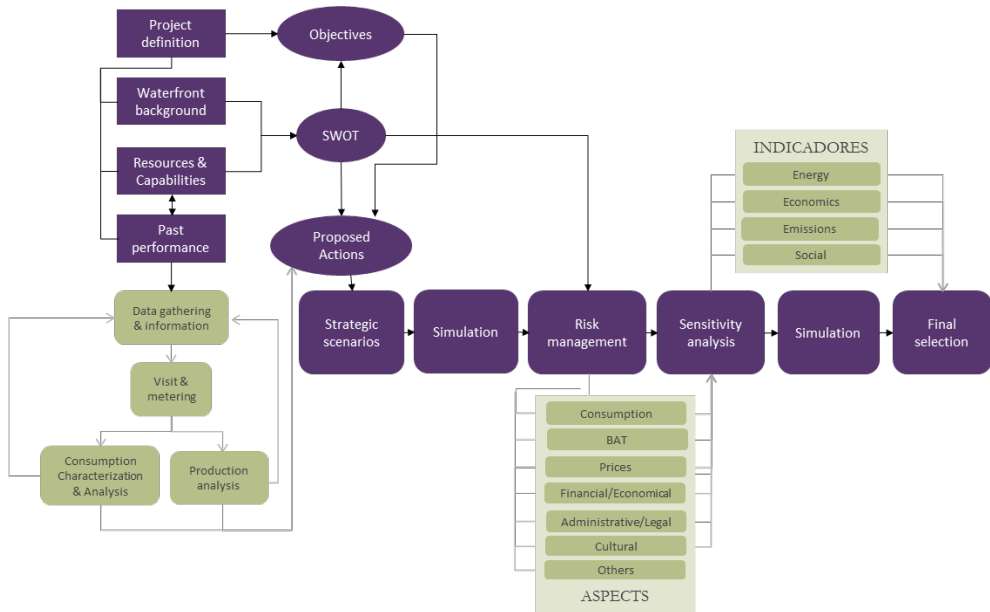 Project
definition
Objectives
Waterfront
background
SWOT
Resources &
Capabilities
Past
performance
Proposed
Actions
INDICADORES
Energy
Economics
Emissions
Social
Data gathering
& information
Strategic
scenarios
Simulation
Risk
management
Sensitivity
analysis
Simulation
Final
selection
Visit &
metering
Consumption
Characterization
& Analysis
Production
analysis
Consumption
BAT
Prices
Financial/Economical
Administrative/Legal
Cultural
Others
ASPECTS